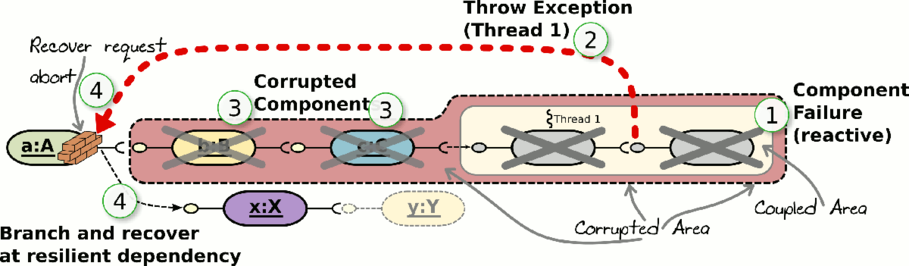 Throw Exception
(Thread 1)
2
Recover request
abort
4
Corrupted
Component
3
3
Component
Failure
(reactive)
1
Thread 1
a:A
b:B
c:C
4
x:X
y:Y
Corrupted Area
Coupled Area
Branch and recover
at resilient dependency